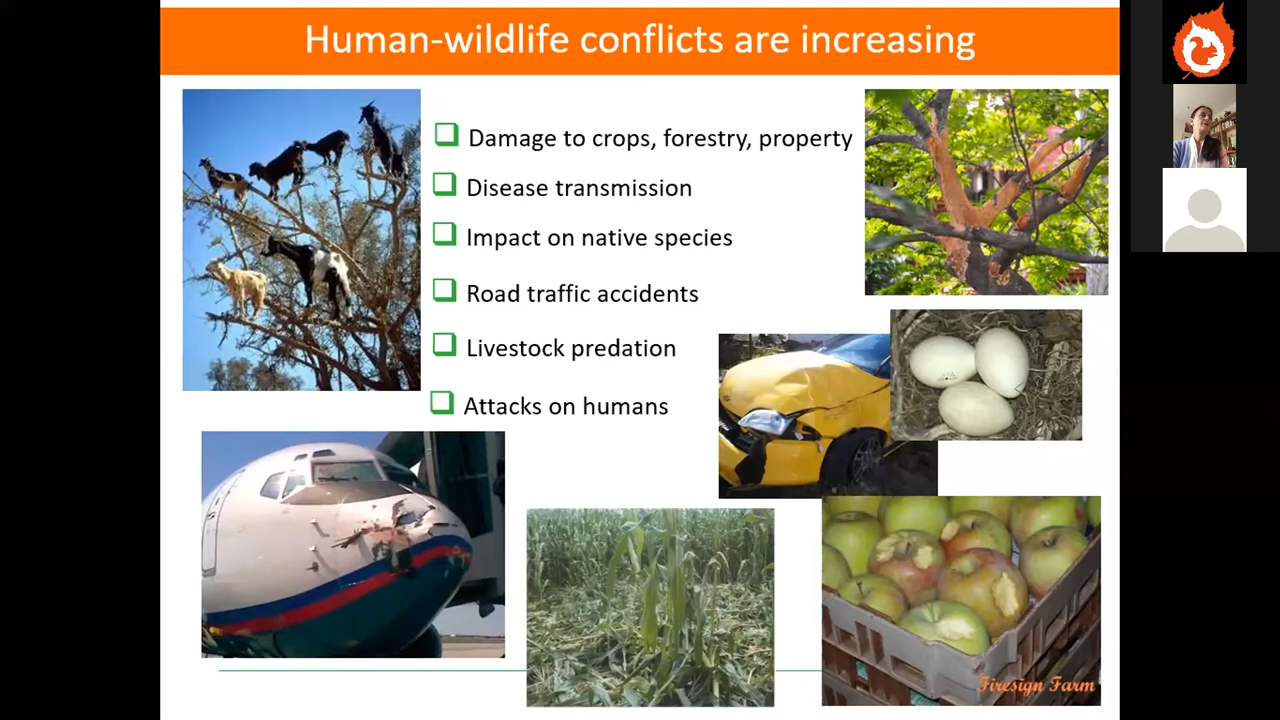 Human-wildlife conflicts are increasing
Damage to crops, forestry, property
Disease transmission
Impact on native species
Road traffic accidents
Livestock predation
Attacks on humans
Firesign Farm